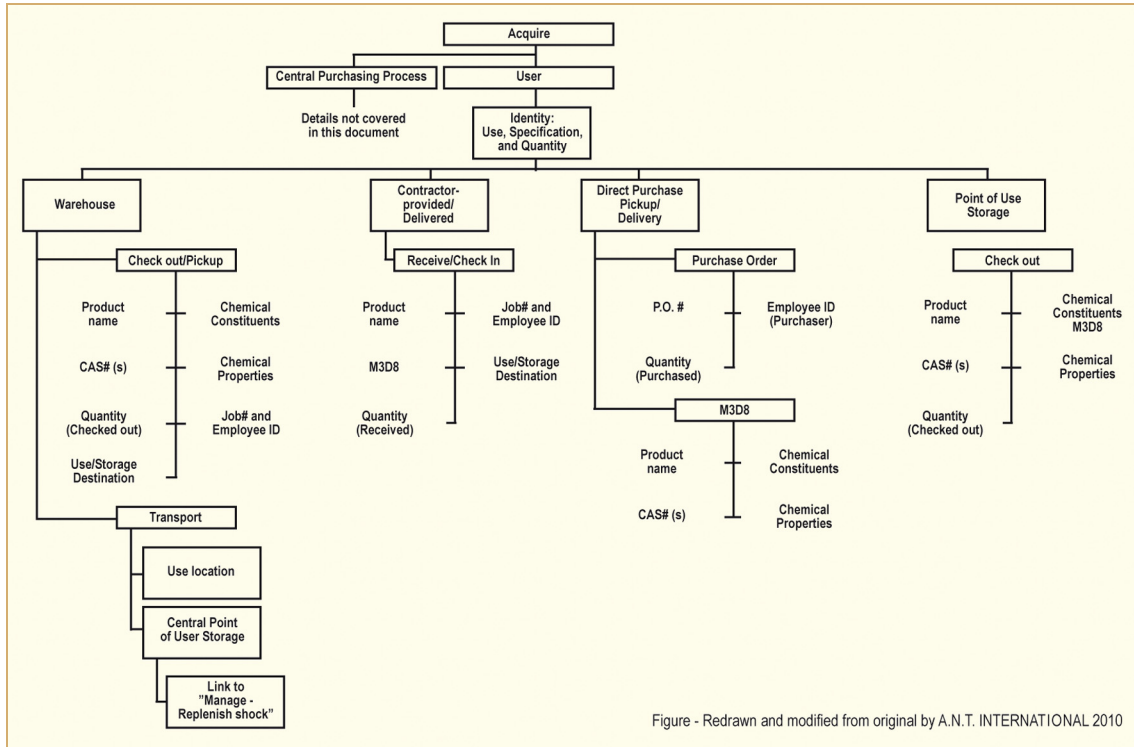 Acquire
Central Purchasing Process
User
Details not covered
in this document
Identity:
Use, Specification,
and Quantity
Warehouse
Contractor-
provided/
Delivered
Direct Purchase
Pickup/
Delivery
Point of Use
Storage
Check out/Pickup
Product
name
Chemical
Constituents
CAS# (s)
Chemical
Properties
Quantity
(Checked out)
Job# and
Employee ID
Use/Storage
Destination
Transport
Use location
Central Point
of User Storage
Link to
"Manage -
Replenish shock"
Receive/Check In
Product
name
Job# and
Employee ID
M3D8
Use/Storage
Destination
Quantity
(Received)
Purchase Order
P.O. #
Employee ID
(Purchaser)
Quantity
(Purchased)
M3D8
Product
name
Chemical
Constituents
CAS# (s)
Chemical
Properties
Check out
Product
name
Chemical
Constituents
M3D8
CAS# (s)
Chemical
Properties
Quantity
(Checked out)
Figure - Redrawn and modified from original by A.N.T. INTERNATIONAL 2010